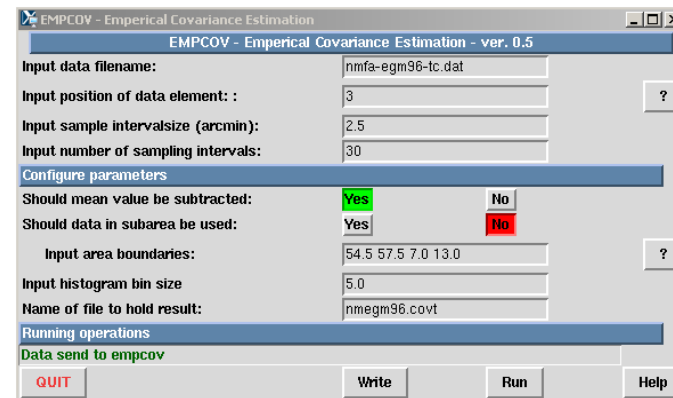 EMPCOV - Emperical Covariance Estimation
EMPCOV - Emperical Covariance Estimation - ver. 0.5
Input data filename: nmfa-egm96-tc.dat
Input position of data element: : 3 ?
Input sample intervalsize (arcmin): 2.5
Input number of sampling intervals: 30
Configure parameters
Should mean value be subtracted: Yes No
Should data in subarea be used: Yes No
Input area boundaries: 54.5 57.5 7.0 13.0 ?
Input histogram bin size 5.0
Name of file to hold result: nmegm96.covt
Running operations
Data send to empcov
QUIT Write Run Help